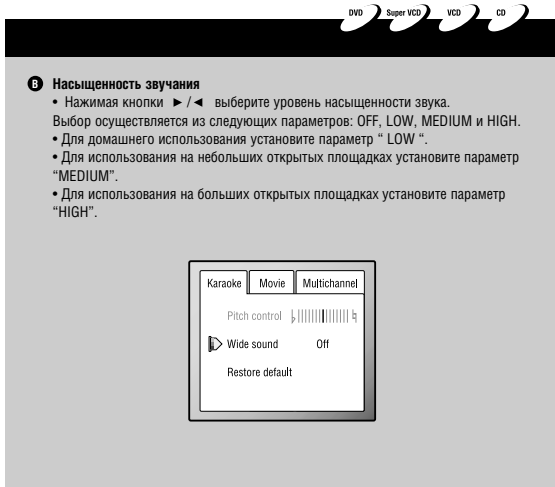 DVD Super VCD VCD CD
B Насыщенность звучания
• Нажимая кнопки ►/◄ выберите уровень насыщенности звука.
Выбор осуществляется из следующих параметров: OFF, LOW, MEDIUM и HIGH.
• Для домашнего использования установите параметр “ LOW “.
• Для использования на небольших открытых площадках установите параметр
“MEDIUM”.
• Для использования на больших открытых площадках установите параметр
“HIGH”.
Karaoke Movie Multichannel
Pitch control ♭ ♮
Wide sound Off
Restore default